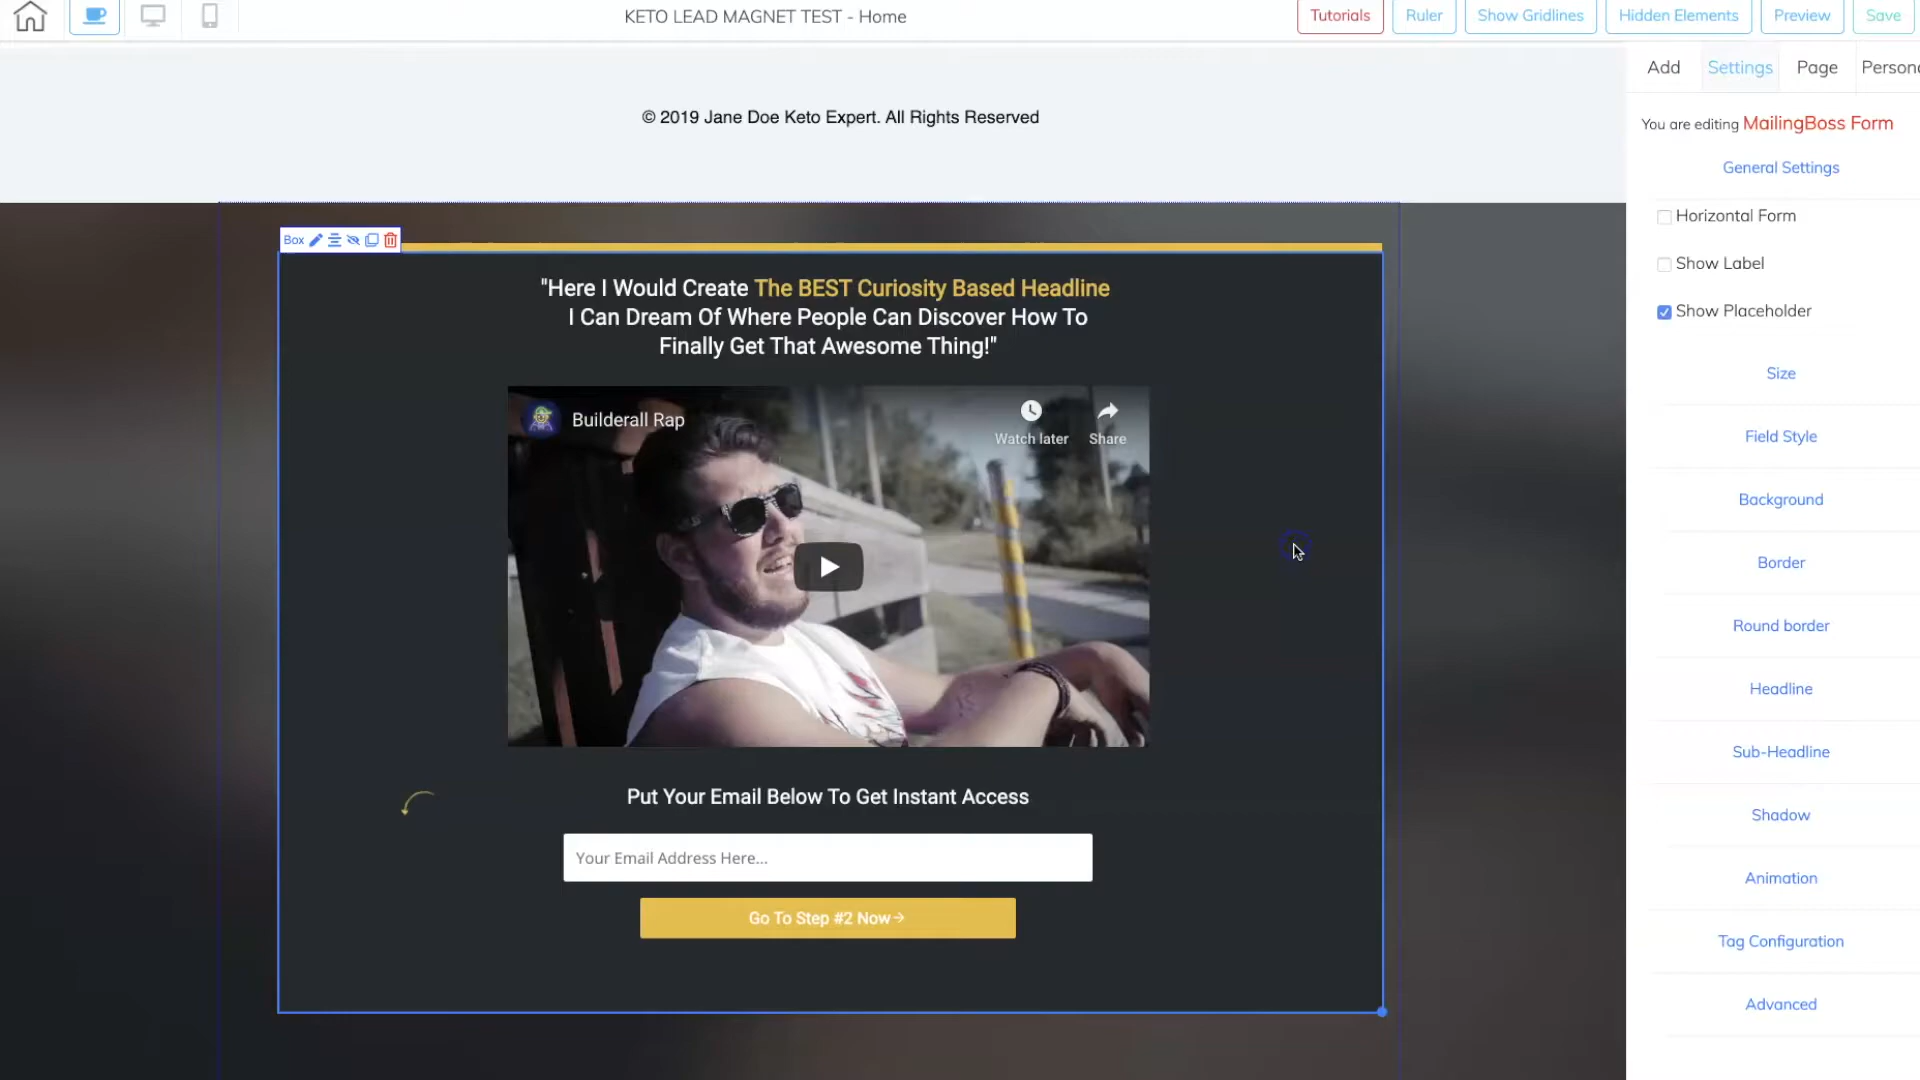 KETO LEAD MAGNET TEST - Home
Tutorials
Ruler
Show Gridlines
Hidden Elements
Preview
Save
Add
Settings
Page
© 2019 Jane Doe Keto Expert. All Rights Reserved
You are editing MailingBoss Form
General Settings
Horizontal Form
Show Label
Show Placeholder
Size
Field Style
Background
Border
Round border
Headline
Sub-Headline
Shadow
Animation
Tag Configuration
Advanced
Box
"Here I Would Create The BEST Curiosity Based Headline
I Can Dream Of Where People Can Discover How To
Finally Get That Awesome Thing!"
Builderall Rap
Watch later
Share
Put Your Email Below To Get Instant Access
Your Email Address Here...
Go To Step #2 Now→